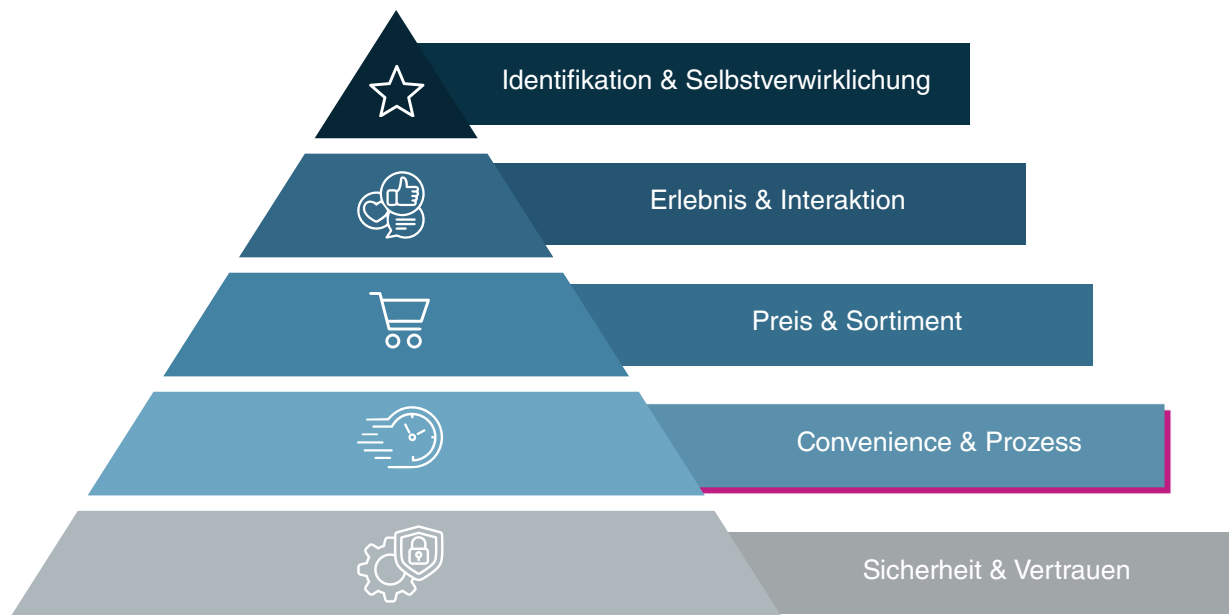 Identifikation & Selbstverwirklichung
Erlebnis & Interaktion
Preis & Sortiment
Convenience & Prozess
Sicherheit & Vertrauen